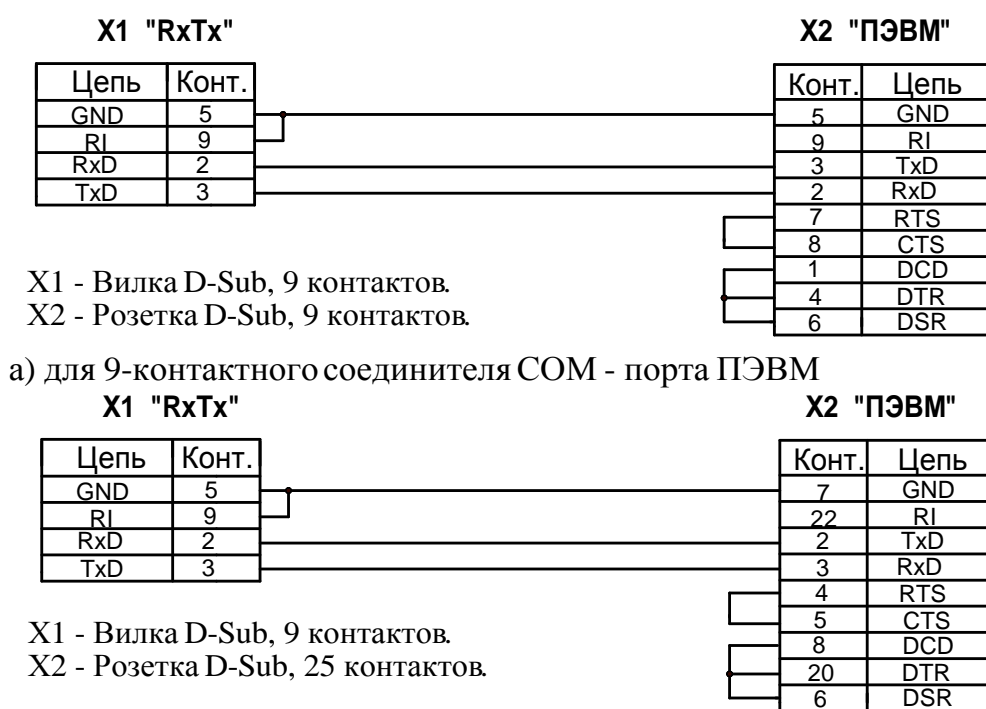 X1 "RxTx" X2 "ПЭВМ"
Цепь Конт. Конт. Цепь
GND 5 5 GND
RI 9 9 RI
RxD 2 3 TxD
TxD 3 2 RxD
7 RTS
8 CTS
1 DCD
4 DTR
6 DSR
X1 - Вилка D-Sub, 9 контактов.
X2 - Розетка D-Sub, 9 контактов.
а) для 9-контактного соединителя COM - порта ПЭВМ
X1 "RxTx" X2 "ПЭВМ"
Цепь Конт. Конт. Цепь
GND 5 7 GND
RI 9 22 RI
RxD 2 2 TxD
TxD 3 3 RxD
4 RTS
5 CTS
8 DCD
20 DTR
6 DSR
X1 - Вилка D-Sub, 9 контактов.
X2 - Розетка D-Sub, 25 контактов.